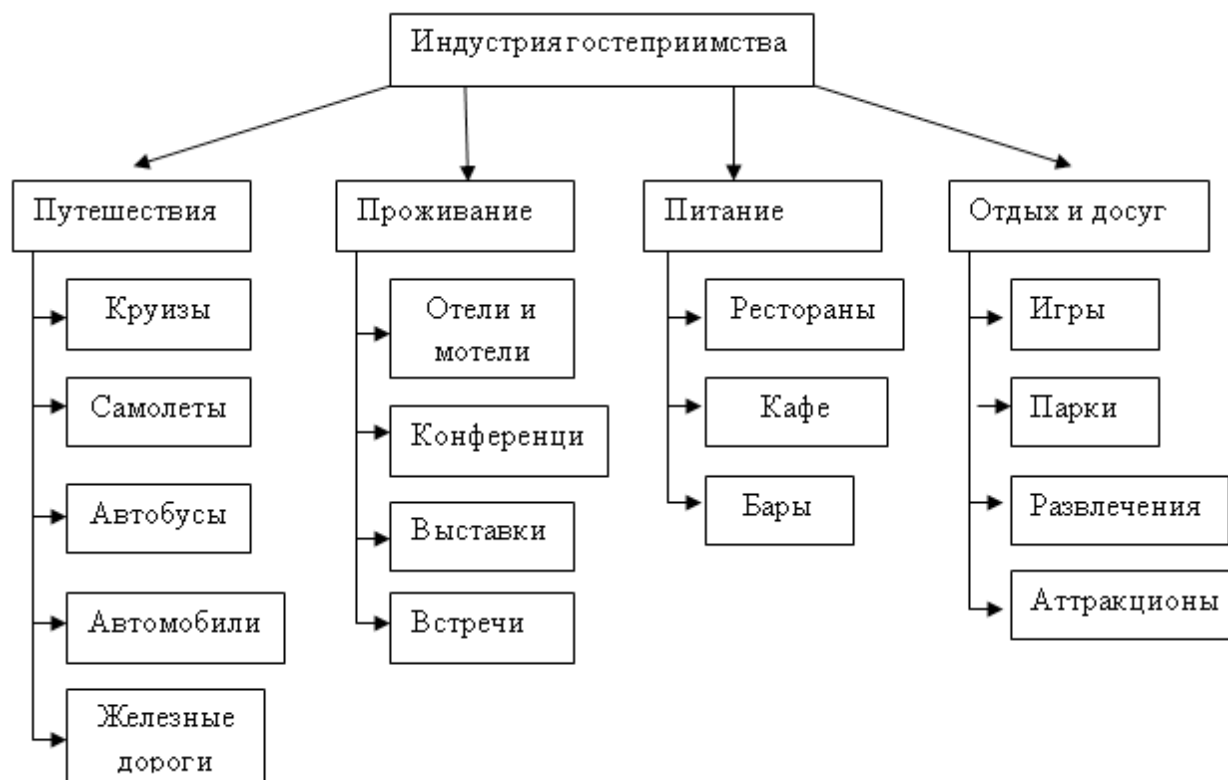 Индустрия гостеприимства
Путешествия
Круизы
Самолеты
Автобусы
Автомобили
Железные
дороги
Проживание
Отели и
мотели
Конференци
Выставки
Встречи
Питание
Рестораны
Кафе
Бары
Отдых и досуг
Игры
Парки
Развлечения
Аттракционы